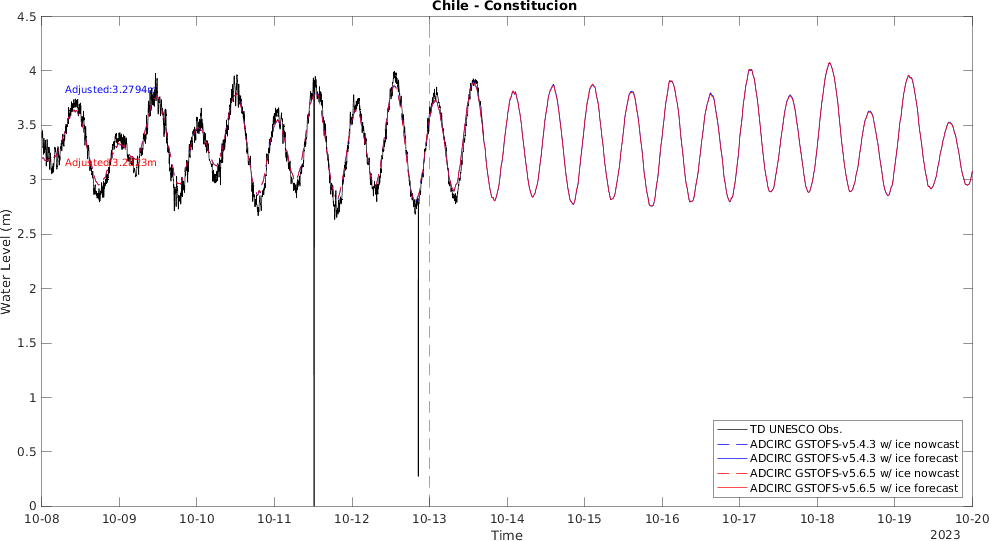 Chile - Constitucion
4.5
4
3.5
3
2.5
2
1.5
1
0.5
0
Water Level (m)
Adjusted:3.2794m
TD UNESCO Obs.
ADCIRC GSTOFS-v5.4.3 w/ ice nowcast
ADCIRC GSTOFS-v5.4.3 w/ ice forecast
ADCIRC GSTOFS-v5.6.5 w/ ice nowcast
ADCIRC GSTOFS-v5.6.5 w/ ice forecast
10-08 10-09 10-10 10-11 10-12 10-13 10-14 10-15 10-16 10-17 10-18 10-19 10-20
Time
2023